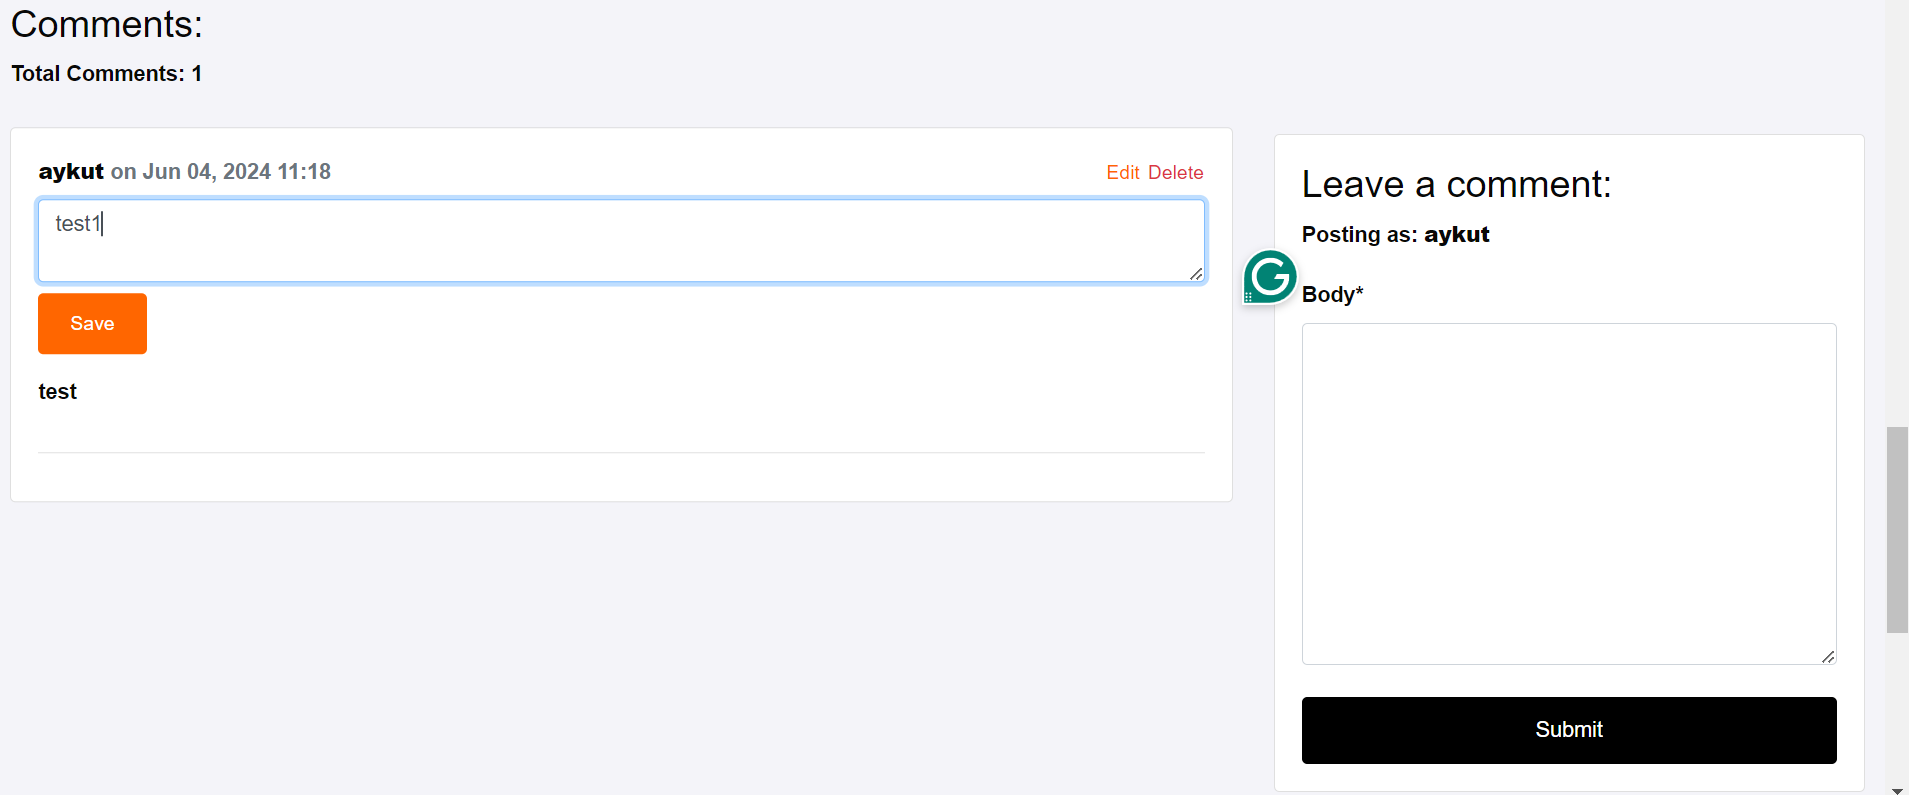 Comments:
Total Comments: 1
aykut on Jun 04, 2024 11:18
Edit Delete
test1
Save
test
Leave a comment:
Posting as: aykut
Body*
Submit